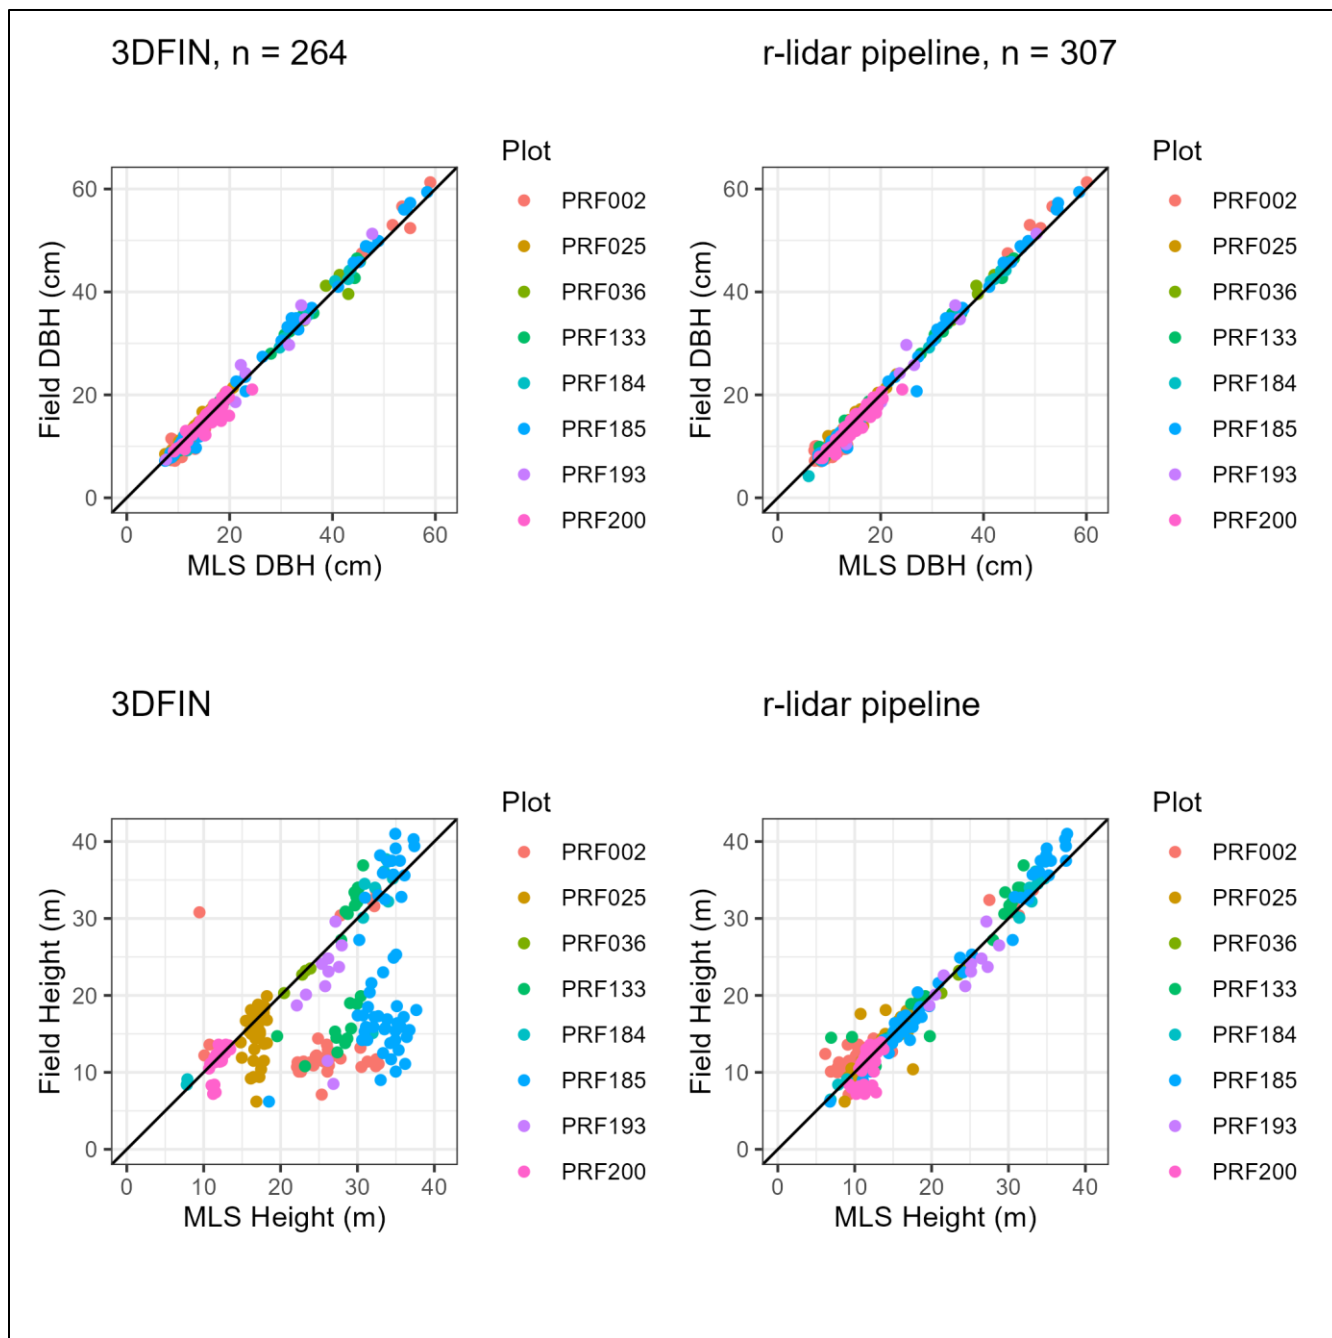 3DFIN, n = 264
Plot
PRF002
PRF025
PRF036
PRF133
PRF184
PRF185
PRF193
PRF200
Field DBH (cm)
60
40
20
0
0 20 40 60
MLS DBH (cm)
r-lidar pipeline, n = 307
Plot
PRF002
PRF025
PRF036
PRF133
PRF184
PRF185
PRF193
PRF200
Field DBH (cm)
60
40
20
0
0 20 40 60
MLS DBH (cm)
3DFIN
Plot
PRF002
PRF025
PRF036
PRF133
PRF184
PRF185
PRF193
PRF200
Field Height (m)
40
30
20
10
0
0 10 20 30 40
MLS Height (m)
r-lidar pipeline
Plot
PRF002
PRF025
PRF036
PRF133
PRF184
PRF185
PRF193
PRF200
Field Height (m)
40
30
20
10
0
0 10 20 30 40
MLS Height (m)